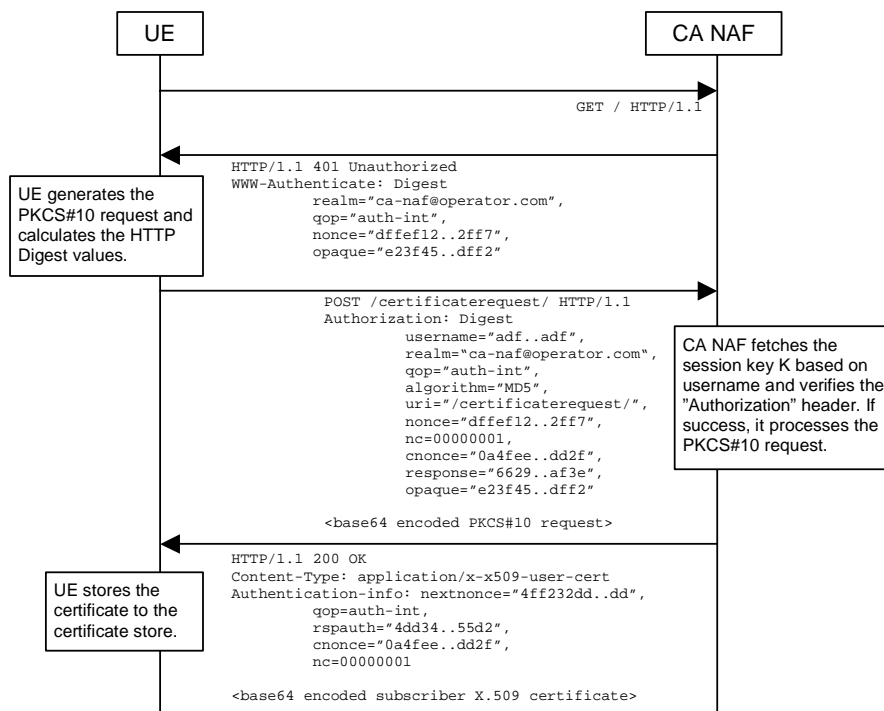 UE
CA NAF
GET / HTTP/1.1
HTTP/1.1 401 Unauthorized
WWW-Authenticate: Digest
realm="ca-naf@operator.com",
qop="auth-int",
nonce="dffef12..2ff7",
opaque="e23f45..dff2"
UE generates the
PKCS#10 request and
calculates the HTTP
Digest values.
POST /certificaterequest/ HTTP/1.1
Authorization: Digest
username="adf..adf",
realm="ca-naf@operator.com",
qop="auth-int",
algorithm="MD5",
uri="/certificaterequest/",
nonce="dffef12..2ff7",
nc=00000001,
cnonce="0a4fee..dd2f",
response="6629..af3e",
opaque="e23f45..dff2"
<base64 encoded PKCS#10 request>
CA NAF fetches the
session key K based on
username and verifies the
"Authorization" header. If
success, it processes the
PKCS#10 request.
HTTP/1.1 200 OK
Content-Type: application/x-x509-user-cert
Authentication-info: nextnonce="4ff232dd..dd",
qop=auth-int,
rspauth="4dd34..55d2",
cnonce="0a4fee..dd2f",
nc=00000001
<base64 encoded subscriber X.509 certificate>
UE stores the
certificate to the
certificate store.